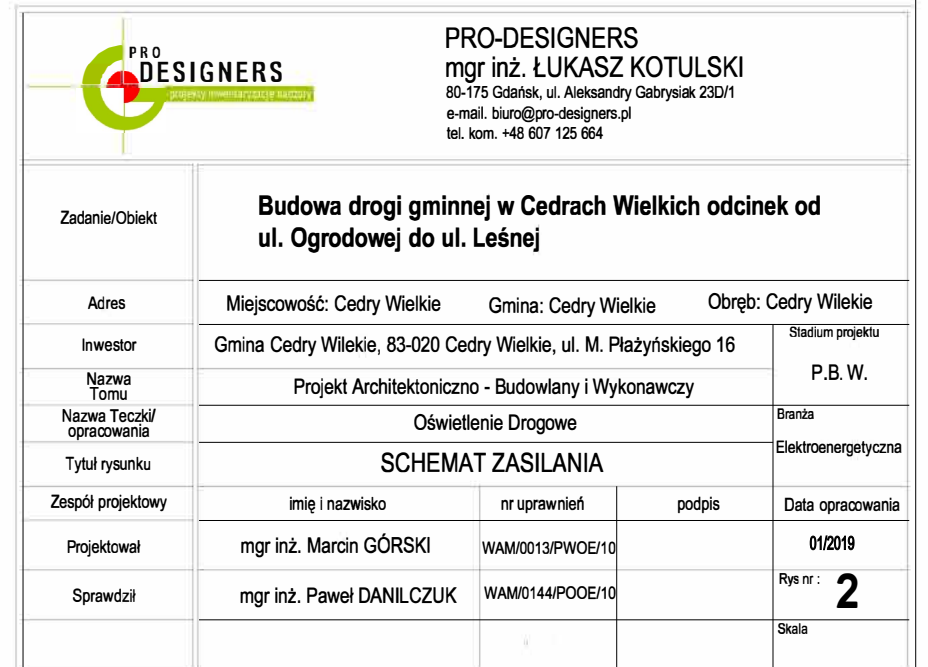 PRO
DESIGNERS
projekty inwentaryzacje nadzory
PRO-DESIGNERS
mgr inż. ŁUKASZ KOTULSKI
80-175 Gdańsk, ul. Aleksandry Gabrysiak 23D/1
e-mail. biuro@pro-designers.pl
tel. kom. +48 607 125 664
Zadanie/Obiekt
Budowa drogi gminnej w Cedrach Wielkich odcinek od
ul. Ogrodowej do ul. Leśnej
Adres
Miejscowość: Cedry Wielkie Gmina: Cedry Wielkie Obręb: Cedry Wilekie
Inwestor
Gmina Cedry Wilekie, 83-020 Cedry Wielkie, ul. M. Płażyńskiego 16
Stadium projektu
P.B. W.
Nazwa
Tomu
Projekt Architektoniczno - Budowlany i Wykonawczy
Nazwa Teczki/
opracowania
Oświetlenie Drogowe
Branża
Elektroenergetyczna
Tytuł rysunku
SCHEMAT ZASILANIA
Zespół projektowy imię i nazwisko nr uprawnień podpis Data opracowania
Projektował mgr inż. Marcin GÓRSKI WAM/0013/PWOE/10 01/2019
Sprawdził mgr inż. Paweł DANILCZUK WAM/0144/POOE/10 Rys nr : 2
Skala